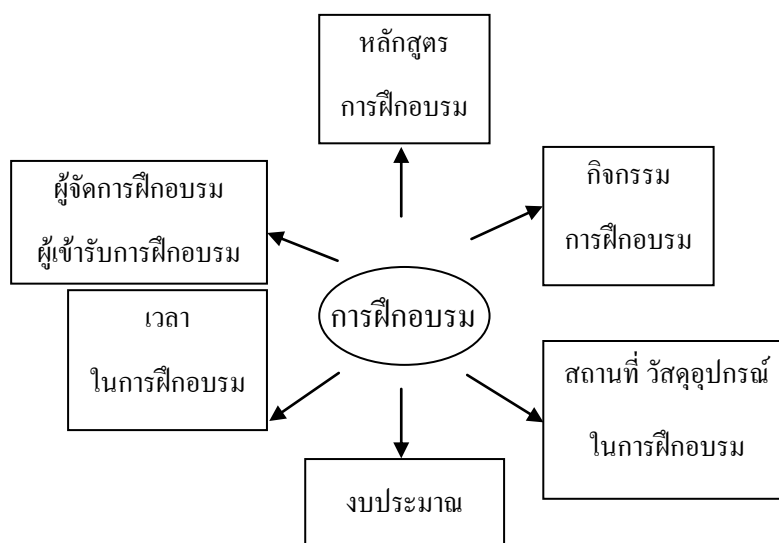 หลักสูตร
การฝึกอบรม
ผู้จัดการฝึกอบรม
ผู้เข้ารับการฝึกอบรม
กิจกรรม
การฝึกอบรม
การฝึกอบรม
เวลา
ในการฝึกอบรม
สถานที่ วัสดุอุปกรณ์
ในการฝึกอบรม
งบประมาณ